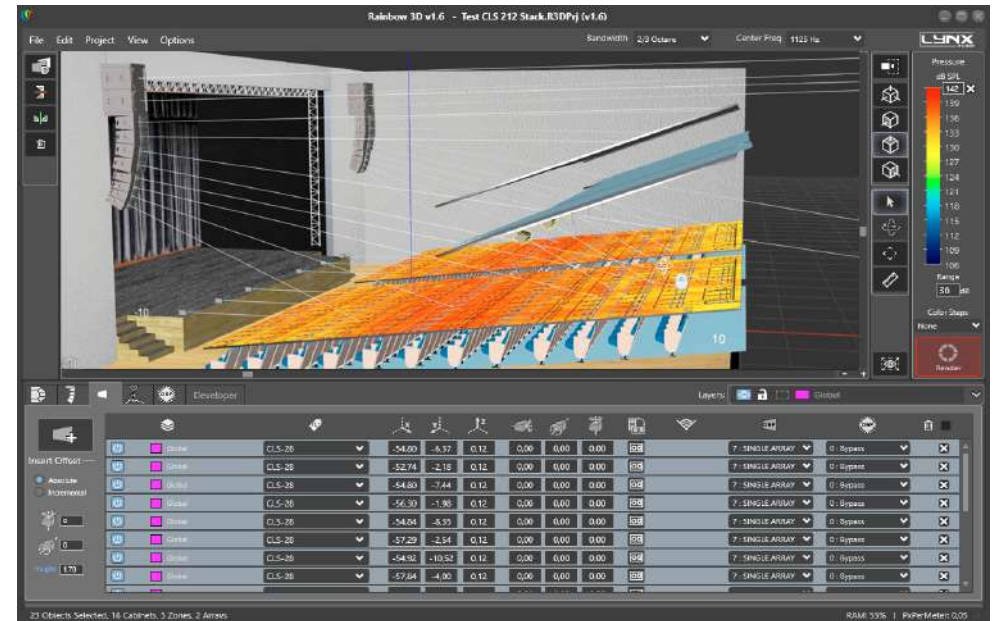 Rainbow 3D v1.6 - Test CLS 212 Stack.R3DPrj (v1.6)
File Edit Project View Options
Bandwidth 2/3 Octave Center Freq 1125 Hz
LYNX
Pressure
dB SPL
142
139
136
133
130
127
124
121
118
115
112
109
106
Range
36 dB
Color Steps
None
Render
-10
10
Developer
Layers: Global
Insert Offset
Absolute
Incremental
0
0
Height 1.70
Global CLS-28 -54,80 -6,37 0,12 0,00 0,00 0,00 7 : SINGLE ARRAY 0 : Bypass
Global CLS-28 -52,74 -2,18 0,12 0,00 0,00 0,00 7 : SINGLE ARRAY 0 : Bypass
Global CLS-28 -54,80 -7,44 0,12 0,00 0,00 0,00 7 : SINGLE ARRAY 0 : Bypass
Global CLS-28 -56,30 -1,98 0,12 0,00 0,00 0,00 7 : SINGLE ARRAY 0 : Bypass
Global CLS-28 -54,84 -8,35 0,12 0,00 0,00 0,00 7 : SINGLE ARRAY 0 : Bypass
Global CLS-28 -57,29 -2,54 0,12 0,00 0,00 0,00 7 : SINGLE ARRAY 0 : Bypass
Global CLS-28 -54,92 -10,52 0,12 0,00 0,00 0,00 7 : SINGLE ARRAY 0 : Bypass
Global CLS-28 -57,84 -4,00 0,12 0,00 0,00 0,00 7 : SINGLE ARRAY 0 : Bypass
23 Objects Selected, 16 Cabinets, 5 Zones, 2 Arrays
RAM: 55% | PxPerMeter: 0,05